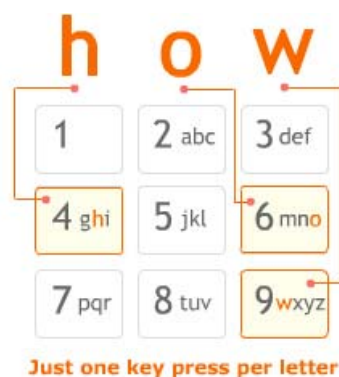 h o w
1 2 abc 3 def
4 ghi 5 jkl 6 mno
7 pqr 8 tuv 9 wxyz
Just one key press per letter